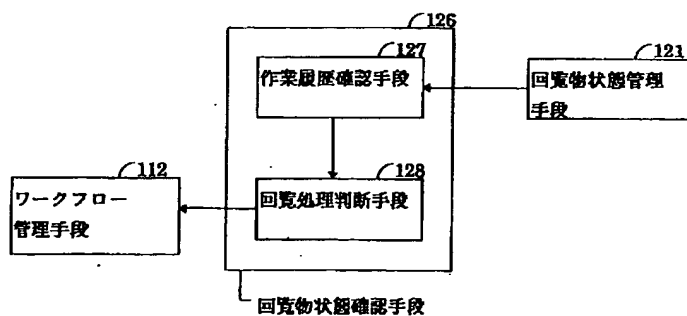 126
127
作業履歴確認手段
121
回覧物状態管理
手段
112
ワークフロー
管理手段
128
回覧処理判断手段
回覧物状態確認手段